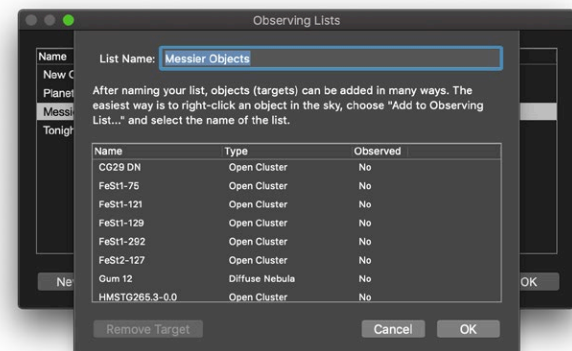 Observing Lists
List Name: Messier Objects
Name
New
Planet
Messi
Tonigh
After naming your list, objects (targets) can be added in many ways. The
easiest way is to right-click an object in the sky, choose "Add to Observing
List..." and select the name of the list.
Name Type Observed
CG29 DN Open Cluster No
FeSt1-75 Open Cluster No
FeSt1-121 Open Cluster No
FeSt1-129 Open Cluster No
FeSt1-292 Open Cluster No
FeSt2-127 Open Cluster No
Gum 12 Diffuse Nebula No
HMSTG265.3-0.0 Open Cluster No
Ne
OK
Remove Target Cancel OK